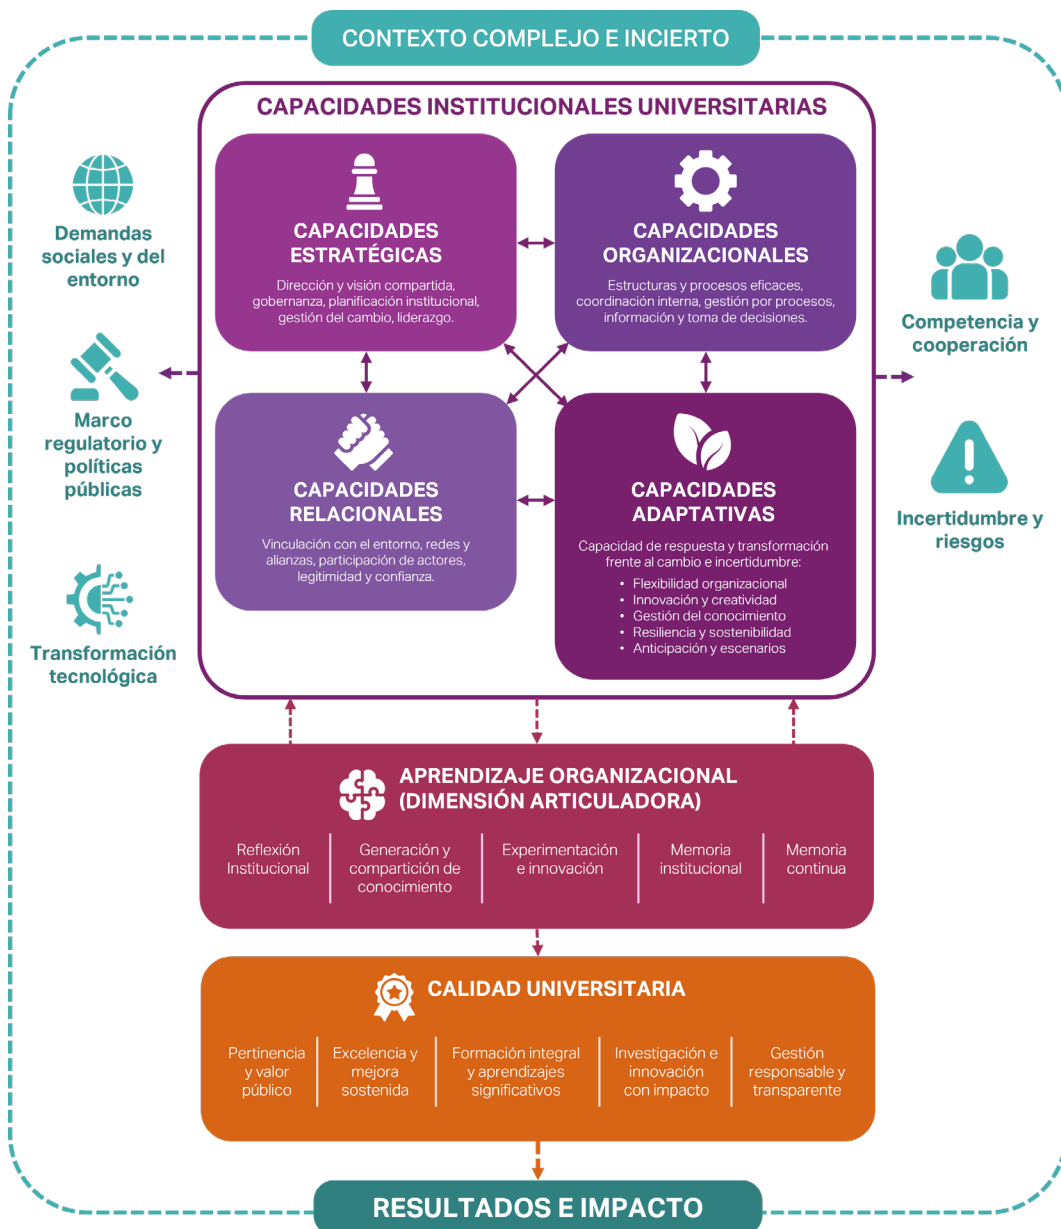 CONTEXTO COMPLEJO E INCIERTO
CAPACIDADES INSTITUCIONALES UNIVERSITARIAS
Demandas
sociales y del
entorno
Marco
regulatorio y
políticas
públicas
Transformación
tecnológica
CAPACIDADES
ESTRATÉGICAS
Dirección y visión compartida,
gobernanza, planificación institucional,
gestión del cambio, liderazgo.
CAPACIDADES
ORGANIZACIONALES
Estructuras y procesos eficaces,
coordinación interna, gestión por procesos,
información y toma de decisiones.
CAPACIDADES
RELACIONALES
Vinculación con el entorno, redes y
alianzas, participación de actores,
legitimidad y confianza.
CAPACIDADES
ADAPTATIVAS
Capacidad de respuesta y transformación
frente al cambio e incertidumbre:
• Flexibilidad organizacional
• Innovación y creatividad
• Gestión del conocimiento
• Resiliencia y sostenibilidad
• Anticipación y escenarios
Competencia y
cooperación
Incertidumbre y
riesgos
APRENDIZAJE ORGANIZACIONAL
(DIMENSIÓN ARTICULADORA)
Reflexión
Institucional
Generación y
compartición de
conocimiento
Experimentación
e innovación
Memoria
institucional
Memoria
continua
CALIDAD UNIVERSITARIA
Pertinencia
y valor
público
Excelencia y
mejora
sostenida
Formación integral
y aprendizajes
significativos
Investigación e
innovación
con impacto
Gestión
responsable y
transparente
RESULTADOS E IMPACTO